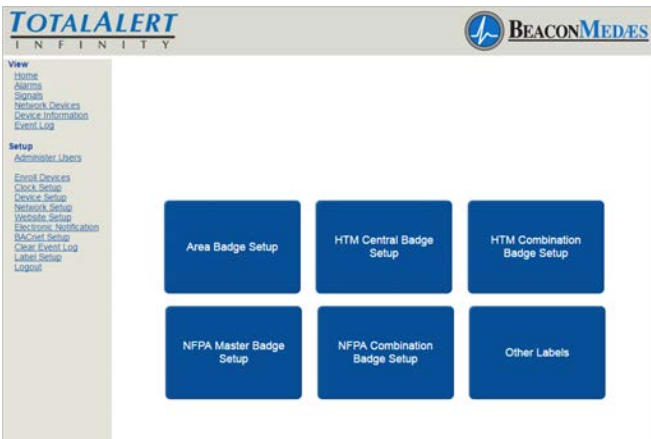 TOTALALERT
INFINITY
BEACONMEDÆS
View
Home
Alarms
Signals
Network Devices
Device Information
Event Log
Setup
Administer Users
Enroll Devices
Clock Setup
Device Setup
Network Setup
Website Setup
Electronic Notification
BACnet Setup
Clear Event Log
Label Setup
Logout
Area Badge Setup
HTM Central Badge
Setup
HTM Combination
Badge Setup
NFPA Master Badge
Setup
NFPA Combination
Badge Setup
Other Labels